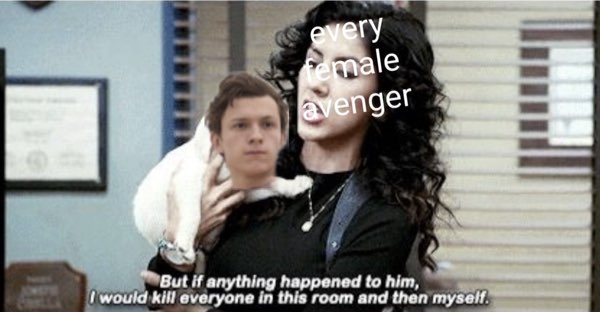 every
female
avenger
But if anything happened to him,
I would kill everyone in this room and then myself.